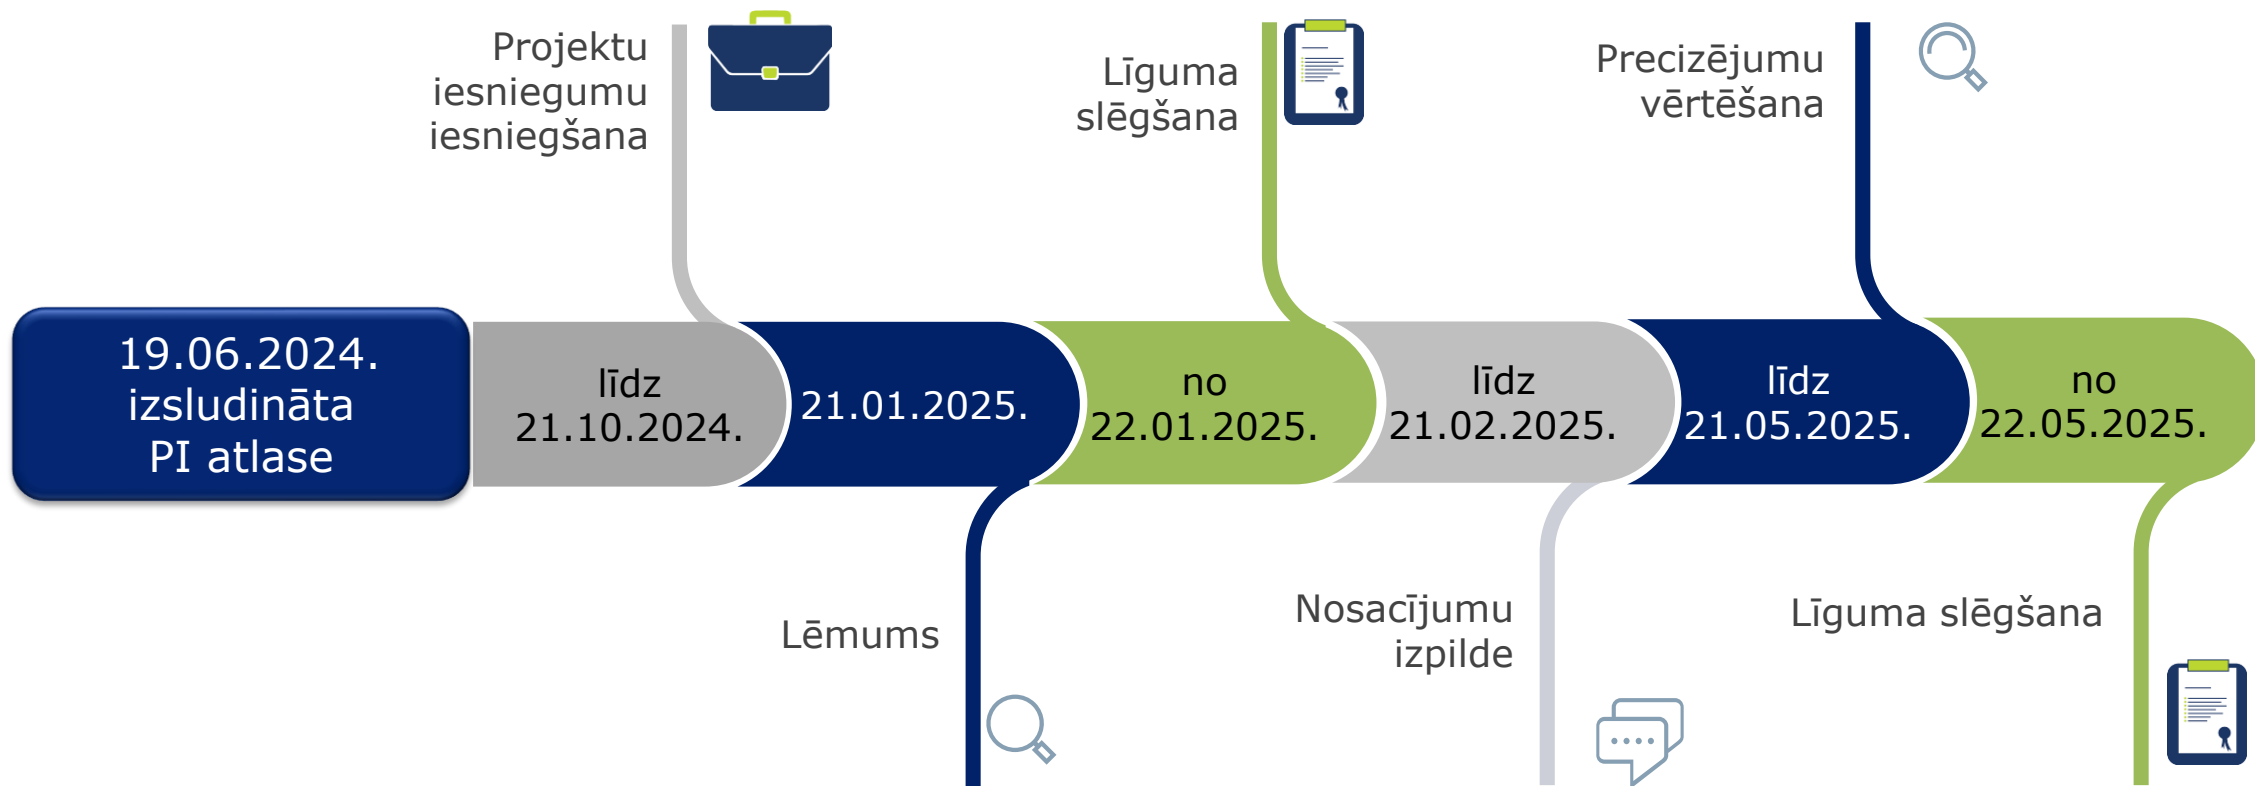 Projektu
iesniegumu
iesniegšana
Līguma
slēgšana
Precizējumu
vērtēšana
19.06.2024.
izsludināta
PI atlase
līdz
21.10.2024.
21.01.2025.
no
22.01.2025.
līdz
21.02.2025.
līdz
21.05.2025.
no
22.05.2025.
Lēmums
Nosacījumu
izpilde
Līguma slēgšana